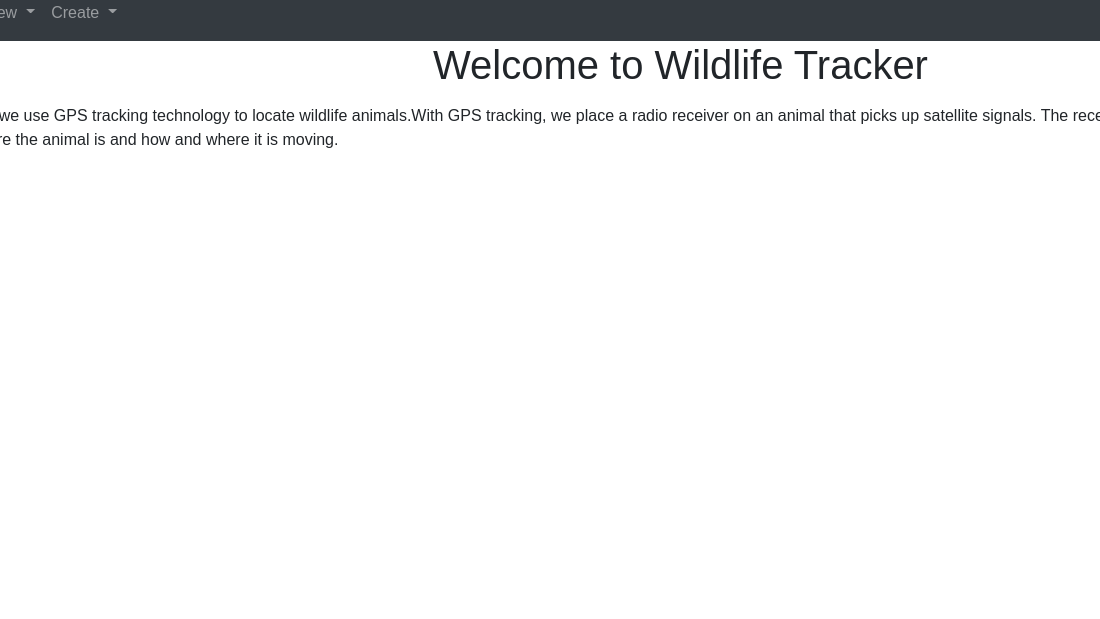 ew Create
Welcome to Wildlife Tracker
we use GPS tracking technology to locate wildlife animals.With GPS tracking, we place a radio receiver on an animal that picks up satellite signals. The rece
re the animal is and how and where it is moving.